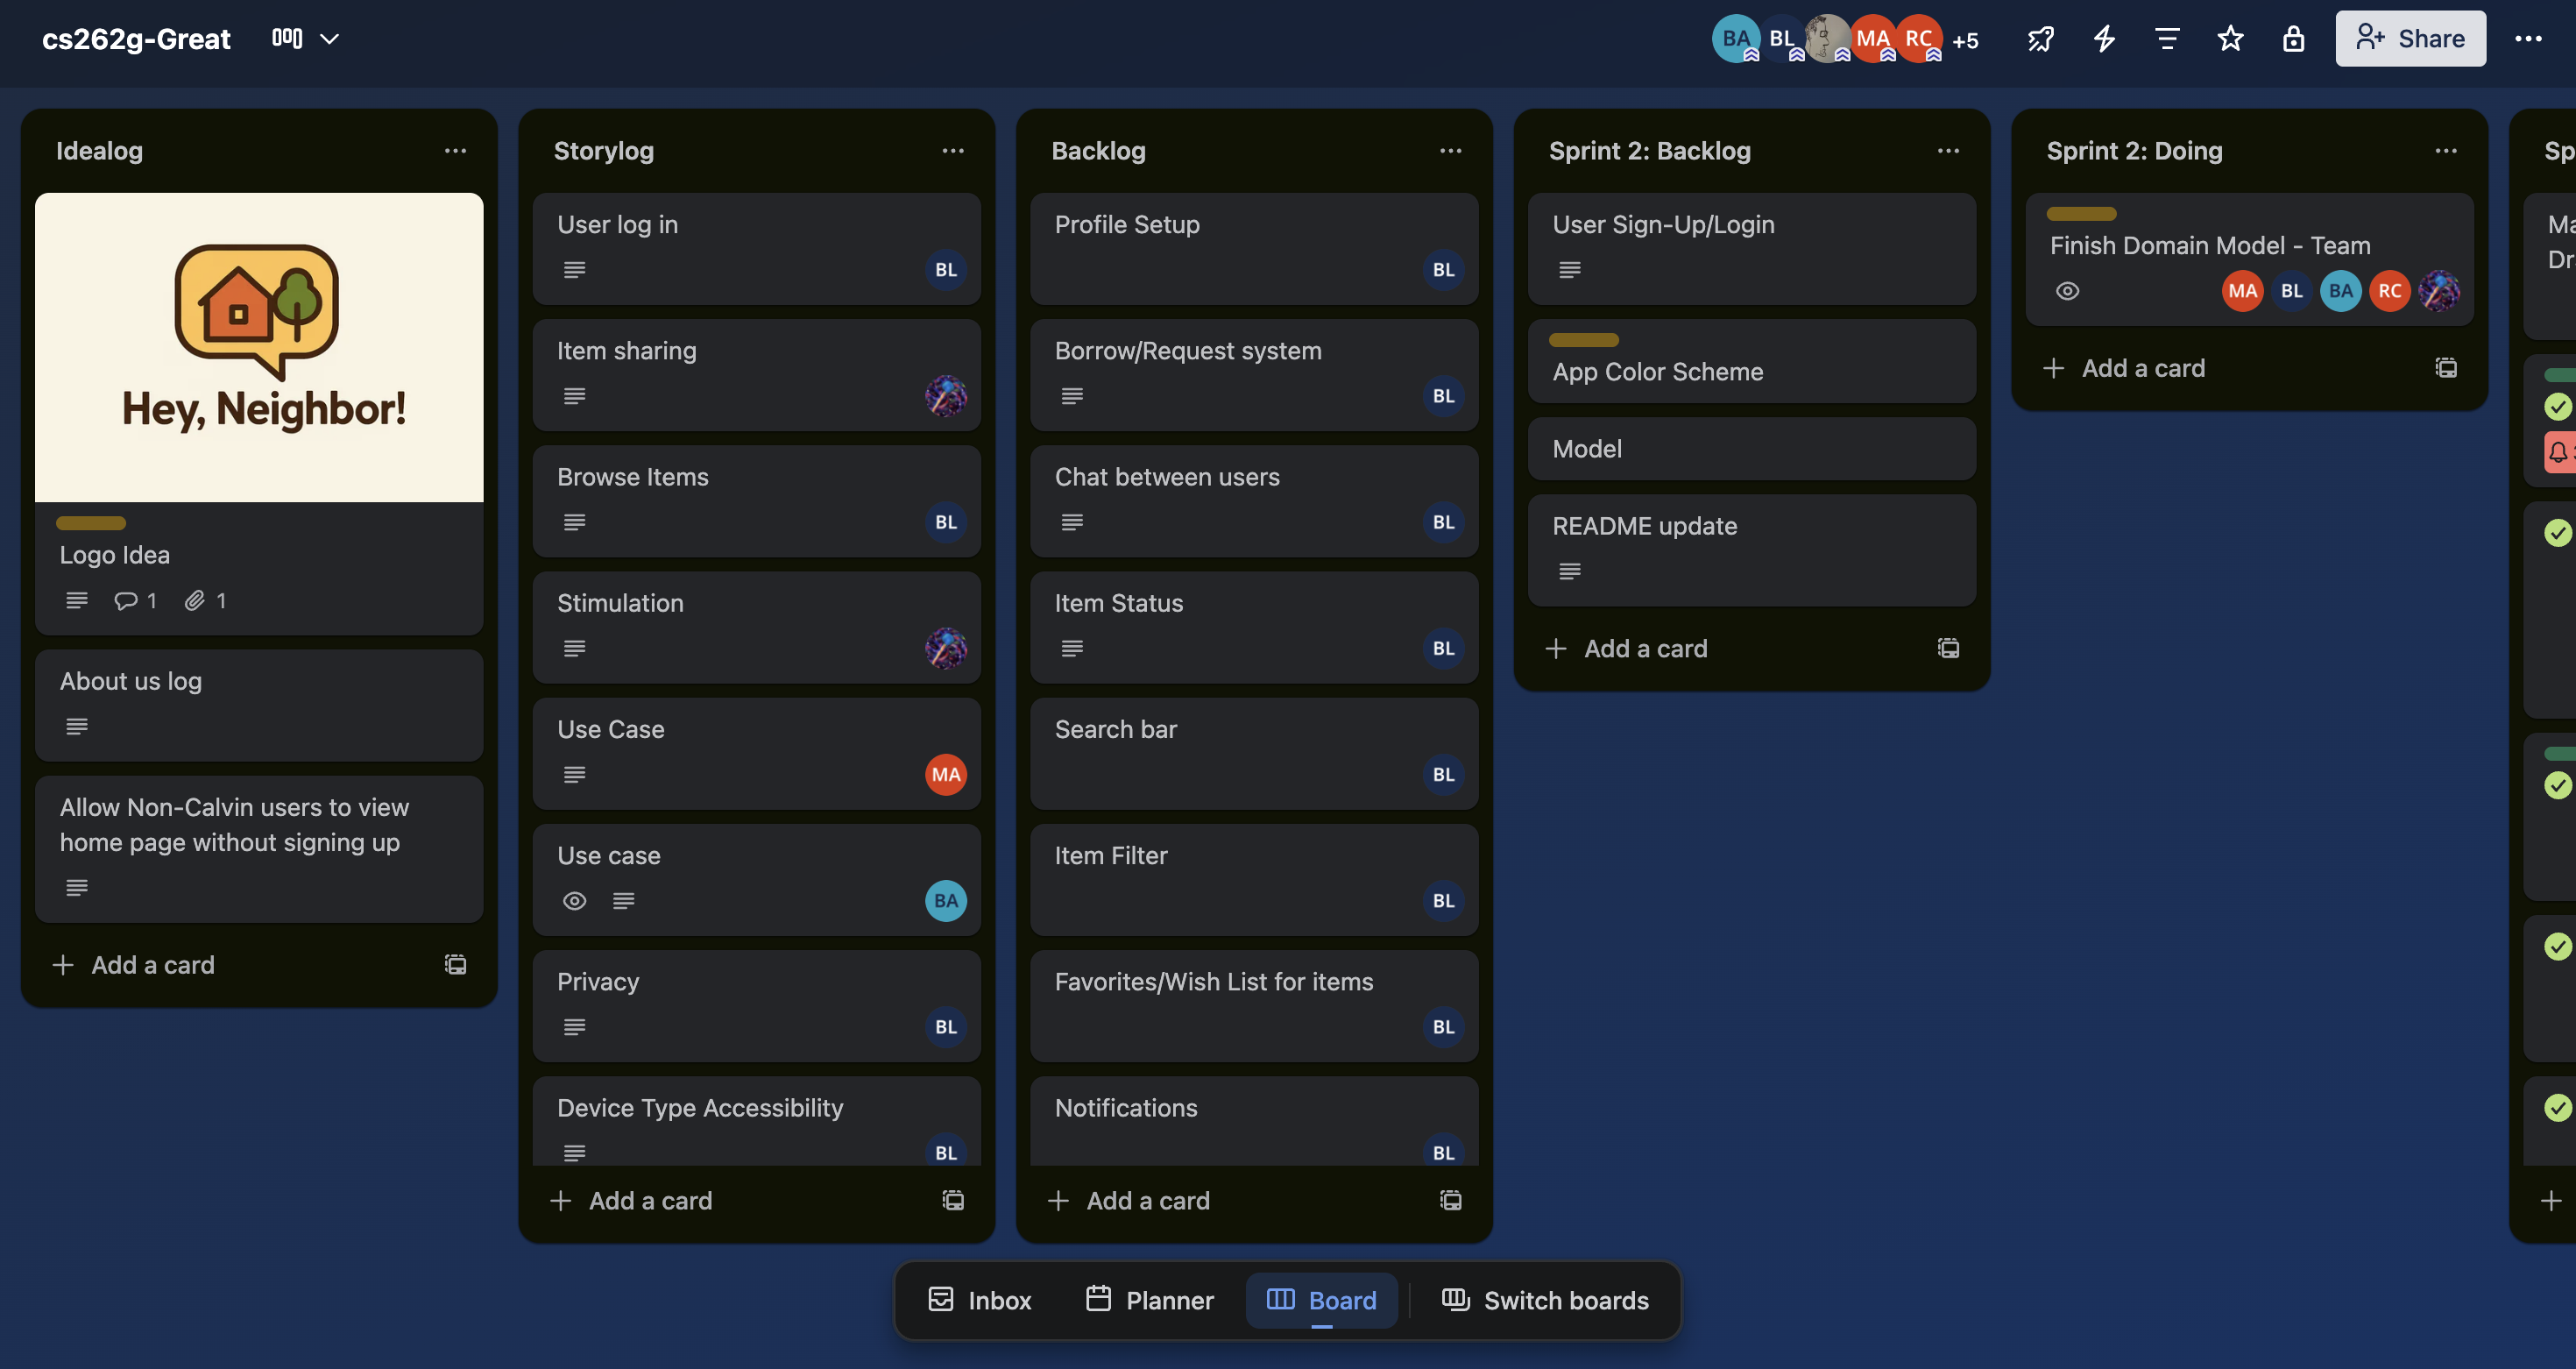 cs262g-Great
BA
BL
MA
RC
+5
Share
Idealog
Hey, Neighbor!
Logo Idea
1
1
About us log
Allow Non-Calvin users to view
home page without signing up
Add a card
Storylog
User log in
BL
Item sharing
Browse Items
BL
Stimulation
Use Case
MA
Use case
BA
Privacy
BL
Device Type Accessibility
BL
Add a card
Backlog
Profile Setup
BL
Borrow/Request system
BL
Chat between users
BL
Item Status
BL
Search bar
BL
Item Filter
BL
Favorites/Wish List for items
BL
Notifications
BL
Add a card
Sprint 2: Backlog
User Sign-Up/Login
App Color Scheme
Model
README update
Add a card
Sprint 2: Doing
Finish Domain Model - Team
MA
BL
BA
RC
Add a card
Sp
Ma
Dr
Inbox
Planner
Board
Switch boards